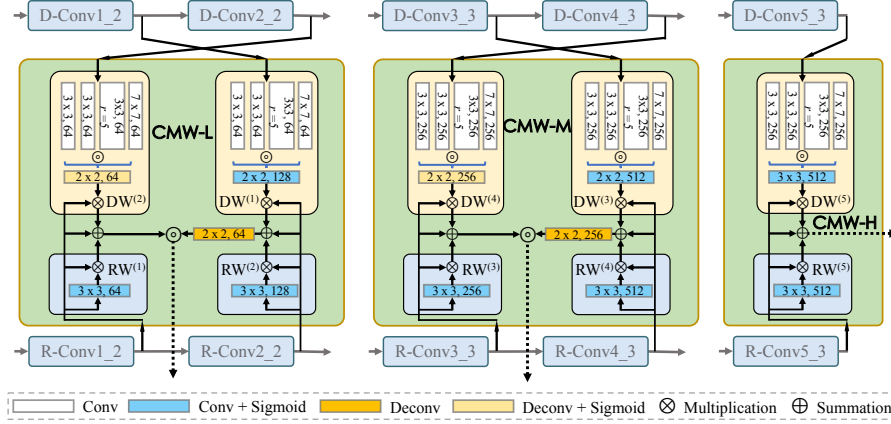 D-Conv1_2 D-Conv2_2 D-Conv3_3 D-Conv4_3 D-Conv5_3
3 x 3, 64
3 x 3, 64
3x3, 64
r = 5
7 x 7, 64
CMW-L
3 x 3, 64
3 x 3, 64
3x3, 64
r = 5
7 x 7, 64
3 x 3, 256
3 x 3, 256
3x3, 256
r = 5
7 x 7, 256
CMW-M
3 x 3, 256
3 x 3, 256
3x3, 256
r = 5
7 x 7, 256
3 x 3, 256
3 x 3, 256
3x3, 256
r = 5
7 x 7, 256
2 x 2, 64 2 x 2, 128 2 x 2, 256 2 x 2, 512 3 x 3, 512
DW(2) DW(1) DW(4) DW(3) DW(5)
CMW-H
2 x 2, 64 2 x 2, 256
RW(1) RW(2) RW(3) RW(4) RW(5)
3 x 3, 64 3 x 3, 128 3 x 3, 256 3 x 3, 512 3 x 3, 512
R-Conv1_2 R-Conv2_2 R-Conv3_3 R-Conv4_3 R-Conv5_3
Conv Conv + Sigmoid Deconv Deconv + Sigmoid Multiplication Summation